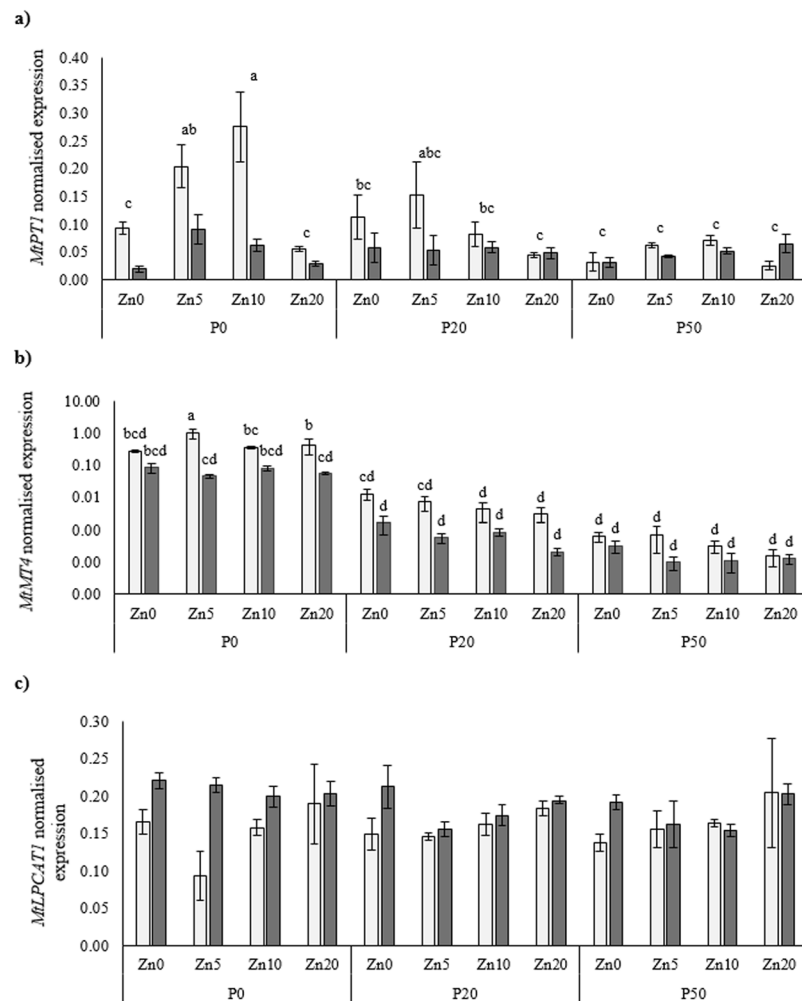 a)
MtPT1 normalised expression
0.40
0.35
0.30
0.25
0.20
0.15
0.10
0.05
0.00
c ab a c bc abc bc c c c c c
Zn0 Zn5 Zn10 Zn20 Zn0 Zn5 Zn10 Zn20 Zn0 Zn5 Zn10 Zn20
P0 P20 P50
b)
MtMT4 normalised expression
10.00
1.00
0.10
0.01
0.00
0.00
0.00
bcd bcd a cd bc bcd b cd cd d cd d d d d d d d d d d d d d
Zn0 Zn5 Zn10 Zn20 Zn0 Zn5 Zn10 Zn20 Zn0 Zn5 Zn10 Zn20
P0 P20 P50
c)
MtLPCAT1 normalised
expression
0.30
0.25
0.20
0.15
0.10
0.05
0.00
Zn0 Zn5 Zn10 Zn20 Zn0 Zn5 Zn10 Zn20 Zn0 Zn5 Zn10 Zn20
P0 P20 P50